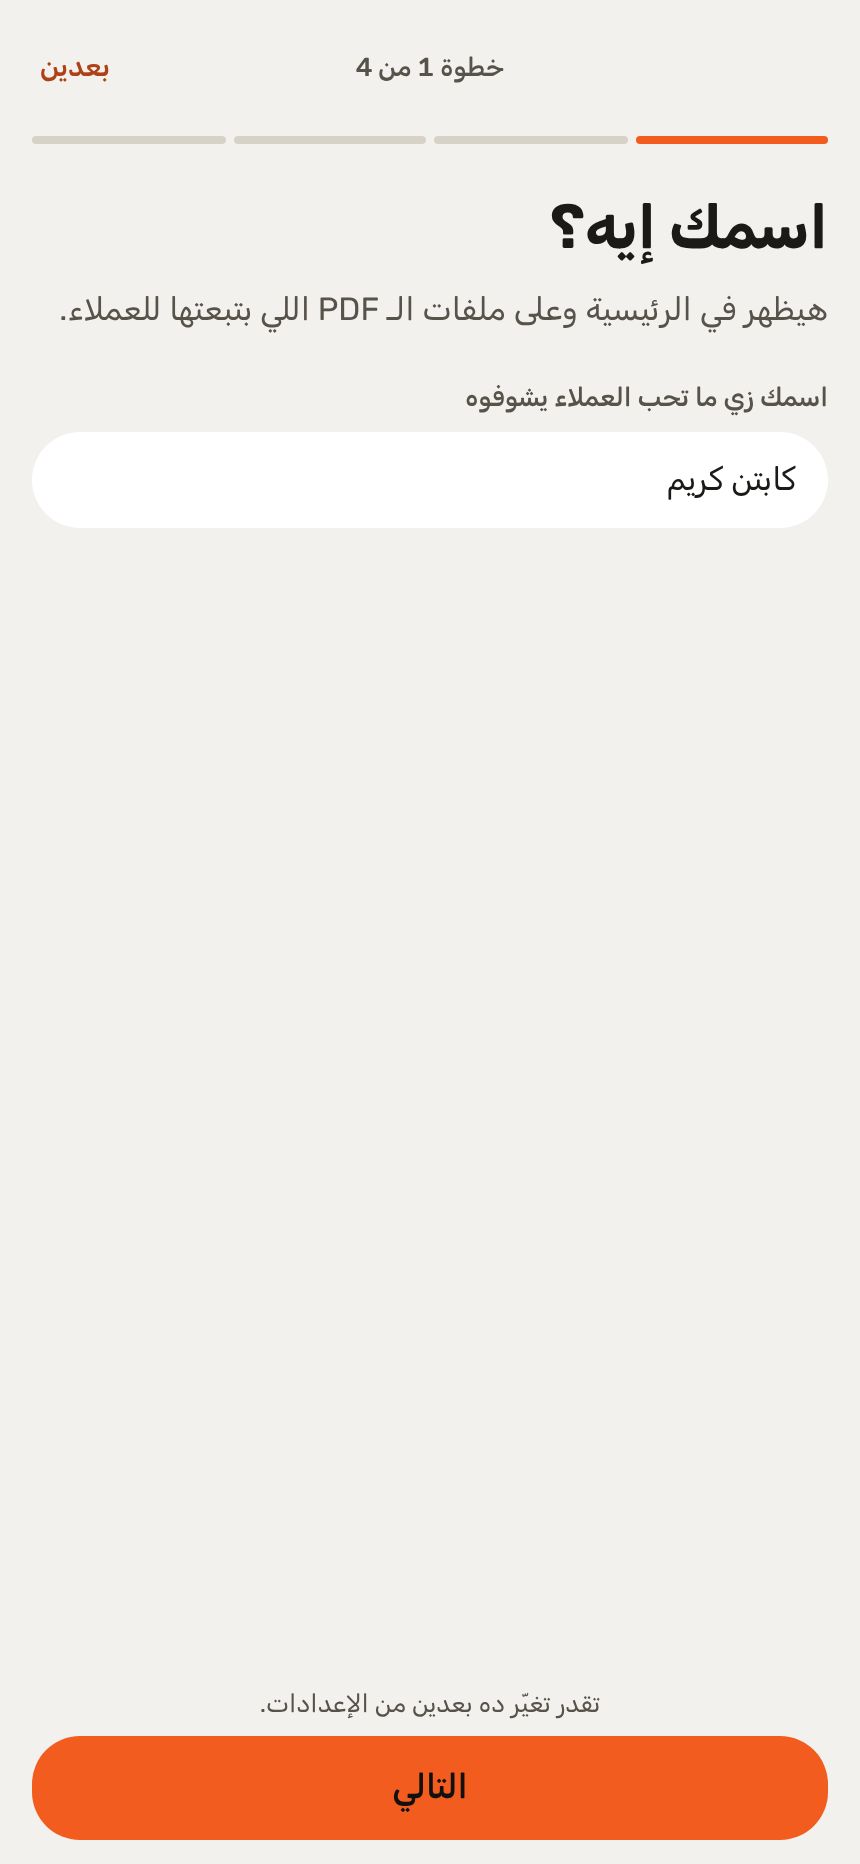 خطوة 1 من 4
بعدين
اسمك إيه؟
هيظهر في الرئيسية وعلى ملفات الـ PDF اللي بتبعتها للعملاء.
اسمك زي ما تحب العملاء يشوفوه
كابتن كريم
تقدر تغيّر ده بعدين من الإعدادات.
التالي